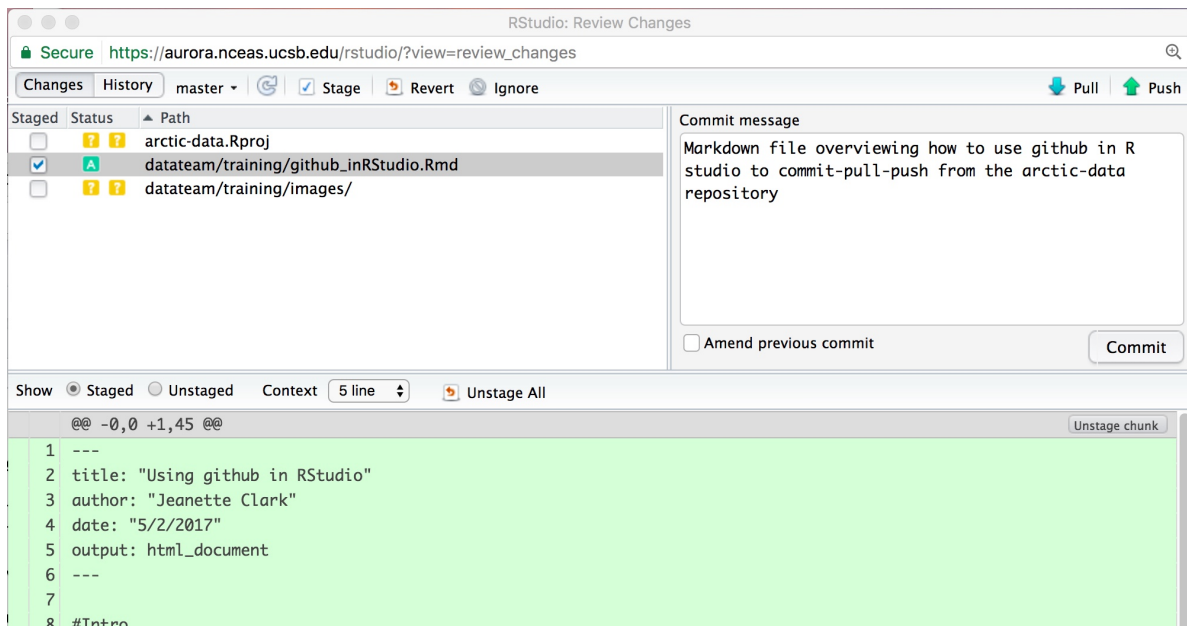 RStudio: Review Changes
Secure https://aurora.nceas.ucsb.edu/rstudio/?view=review_changes
Changes History master Stage Revert Ignore Pull Push
Staged Status Path
? ? arctic-data.Rproj
A datateam/training/github_inRStudio.Rmd
? ? datateam/training/images/
Commit message
Markdown file overviewing how to use github in R
studio to commit-pull-push from the arctic-data
repository
Amend previous commit
Commit
Show Staged Unstaged Context 5 line Unstage All
@@ -0,0 +1,45 @@ Unstage chunk
1 ---
2 title: "Using github in RStudio"
3 author: "Jeanette Clark"
4 date: "5/2/2017"
5 output: html_document
6 ---
7
8 #Intro